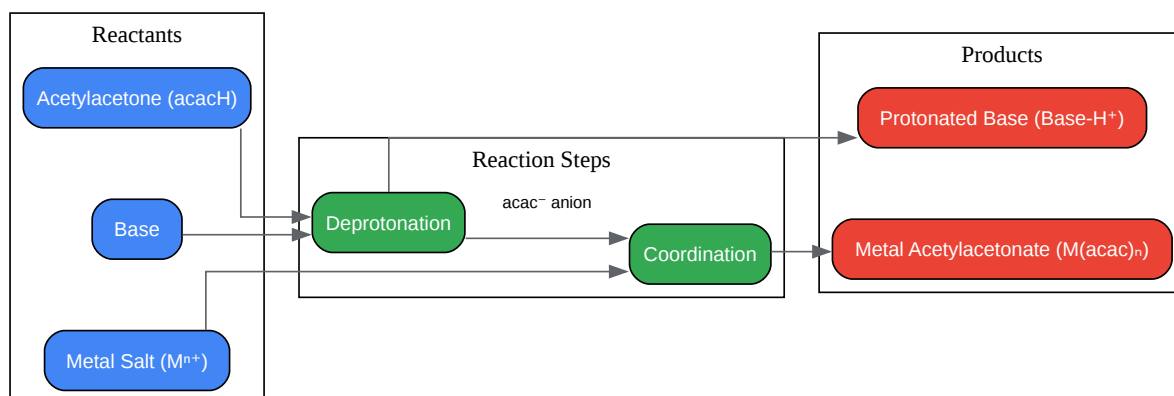 Reactants
Acetylacetone (acacH)
Base
Metal Salt (Mⁿ⁺)
Reaction Steps
Deprotonation
acac⁻ anion
Coordination
Products
Protonated Base (Base-H⁺)
Metal Acetylacetonate (M(acac)ₙ)